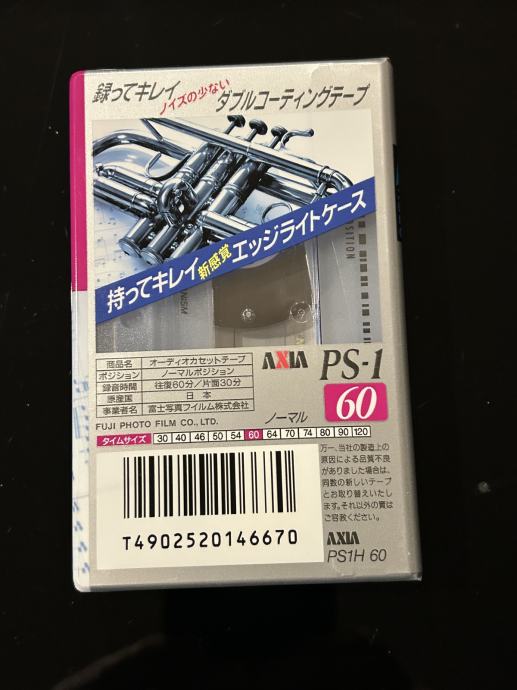 録ってキレイ
ノイズの少ない
ダブルコーティングテープ
持ってキレイ 新感覚 エッジライトケース
商品名 オーディオカセットテープ
ポジション ノーマルポジション
録音時間 往復60分/片面30分
原産国 日本
事業者名 富士写真フイルム株式会社
FUJI PHOTO FILM CO., LTD.
AXIA PS-1
ノーマル 60
タイムサイズ 30 40 46 50 54 60 64 70 74 80 90 120
万一、当社の製造上の
原因による品質不良
がありました場合は、
同数の新しいテープ
とお取り替えいたし
ます。それ以外の責は
ご容赦ください。
T4902520146670
AXIA
PS1H 60